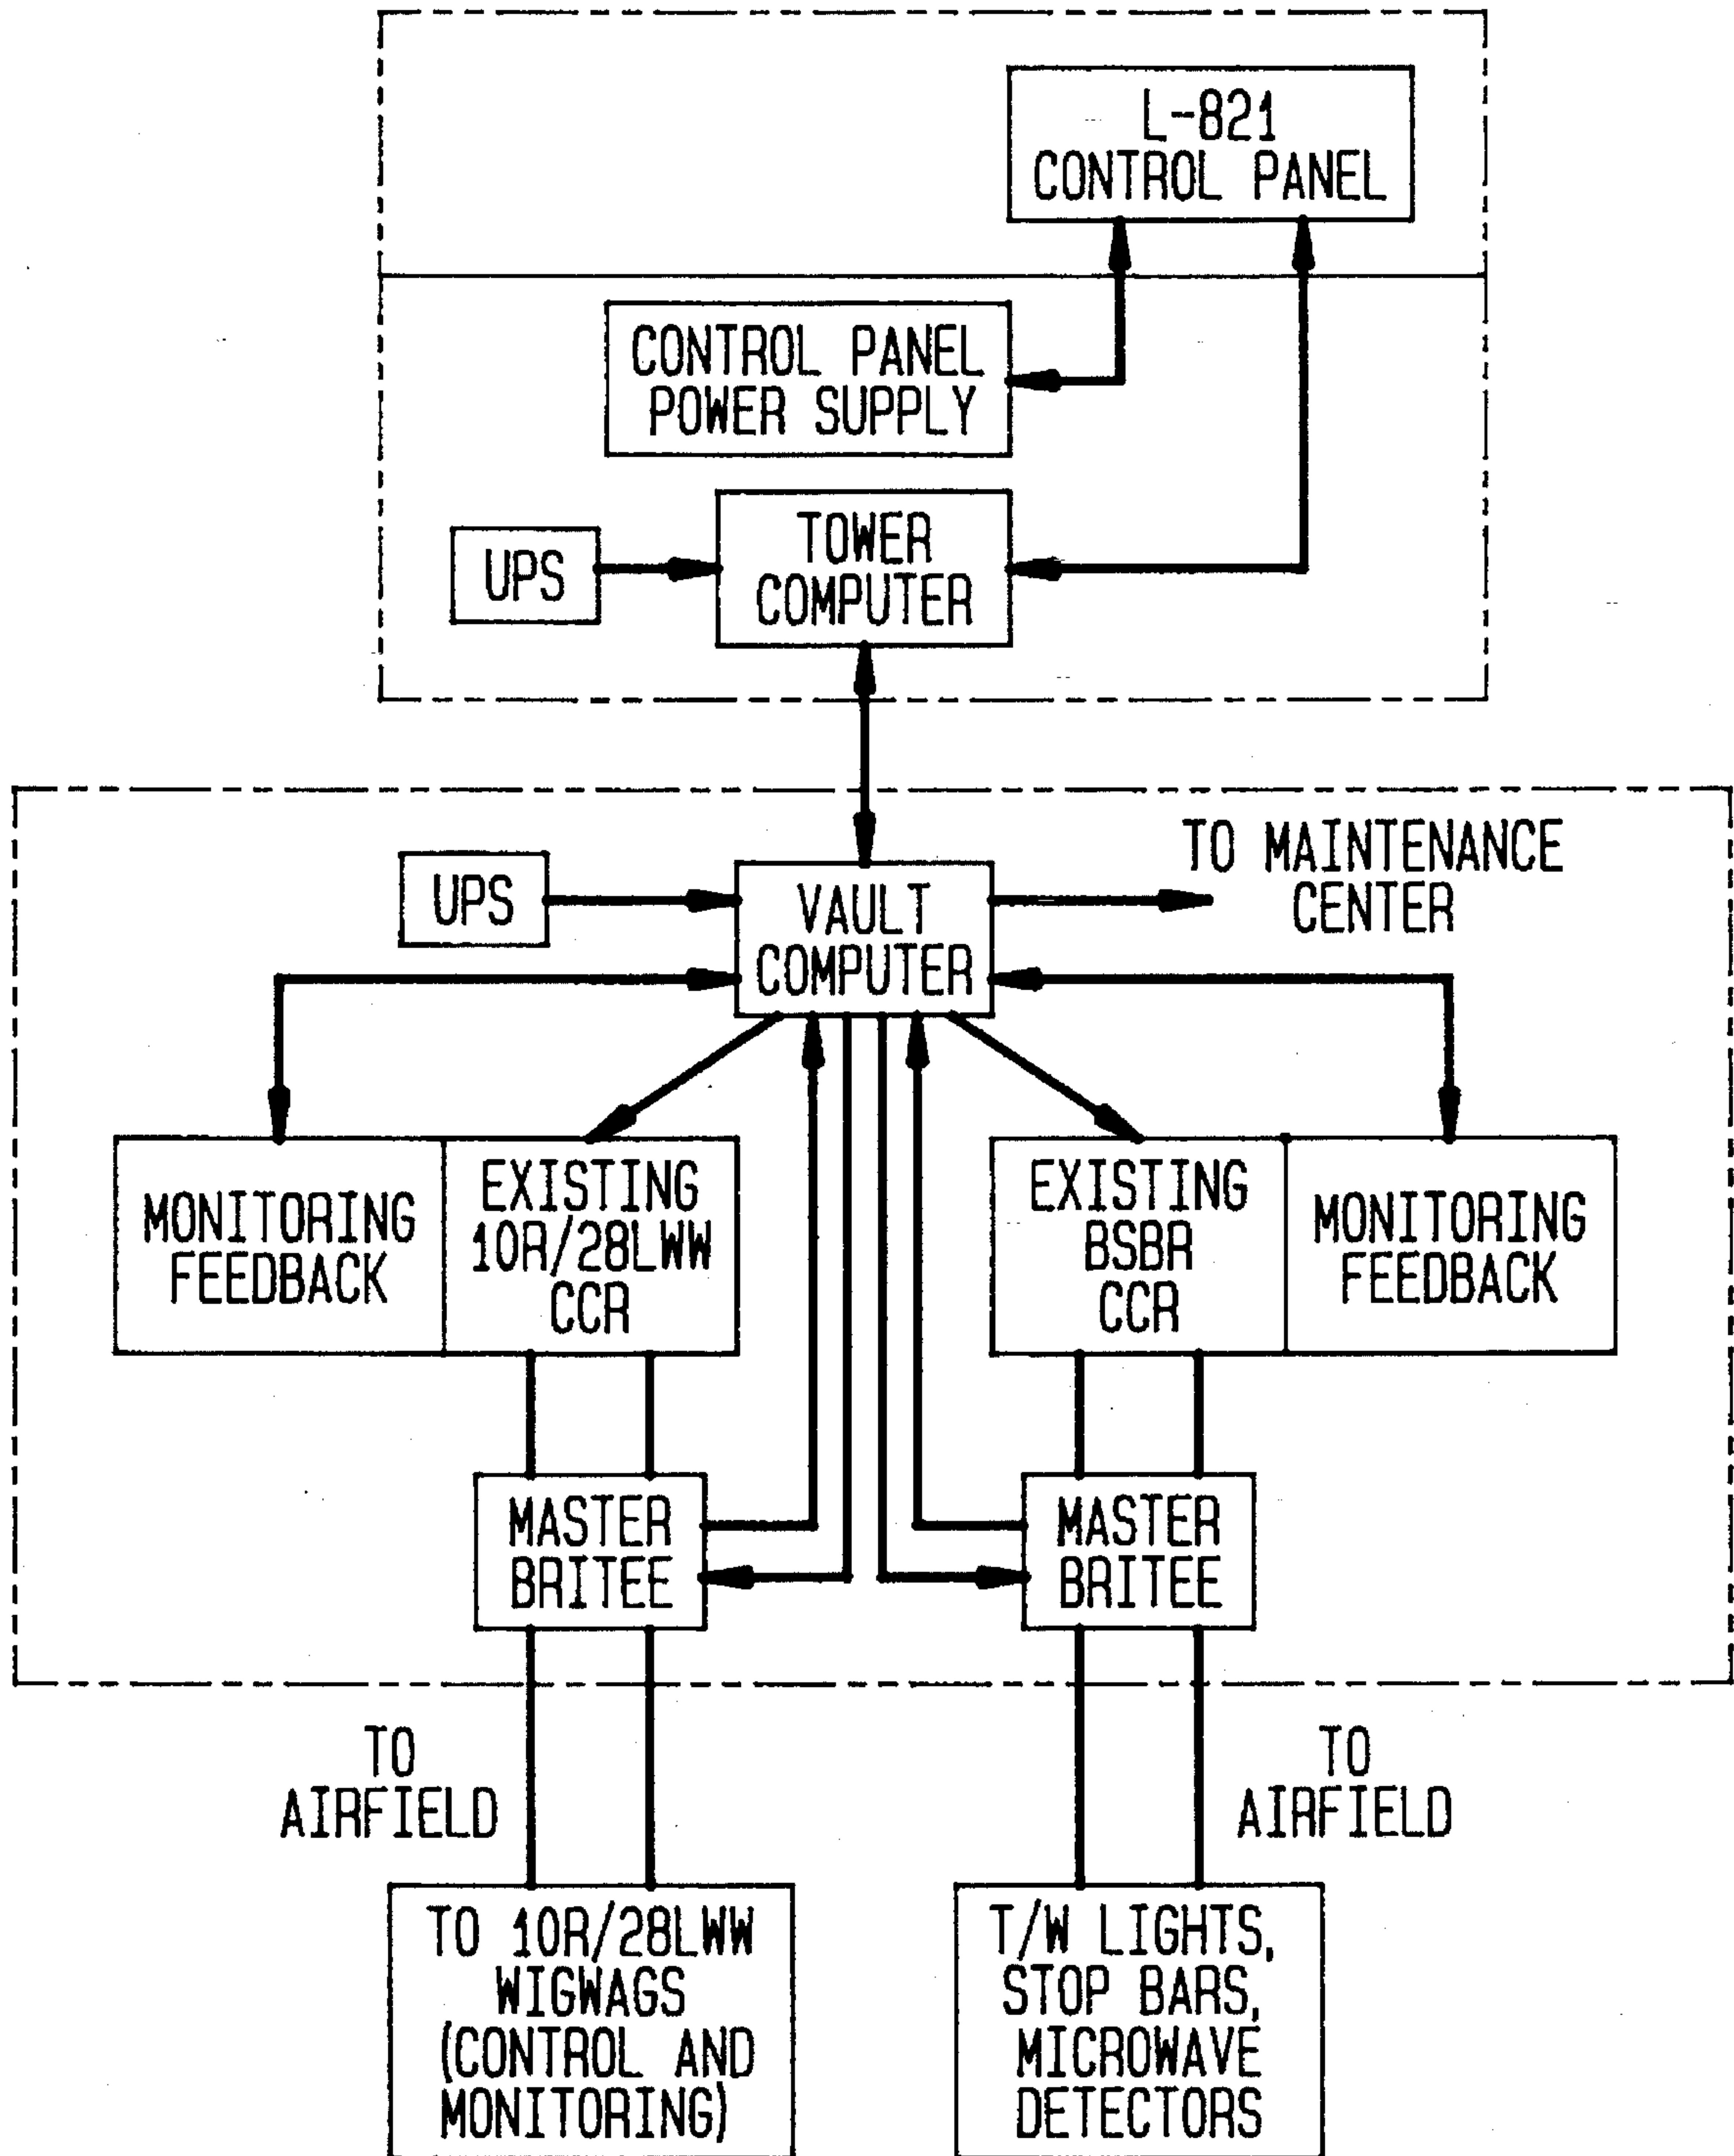 L-821
CONTROL PANEL
CONTROL PANEL
POWER SUPPLY
UPS
TOWER
COMPUTER
UPS
VAULT
COMPUTER
TO MAINTENANCE
CENTER
MONITORING
FEEDBACK
EXISTING
10R/28LWW
CCR
EXISTING
BSBR
CCR
MONITORING
FEEDBACK
MASTER
BRITEE
MASTER
BRITEE
TO
AIRFIELD
TO
AIRFIELD
TO 10R/28LWW
WIGWAGS
(CONTROL AND
MONITORING)
T/W LIGHTS,
STOP BARS,
MICROWAVE
DETECTORS